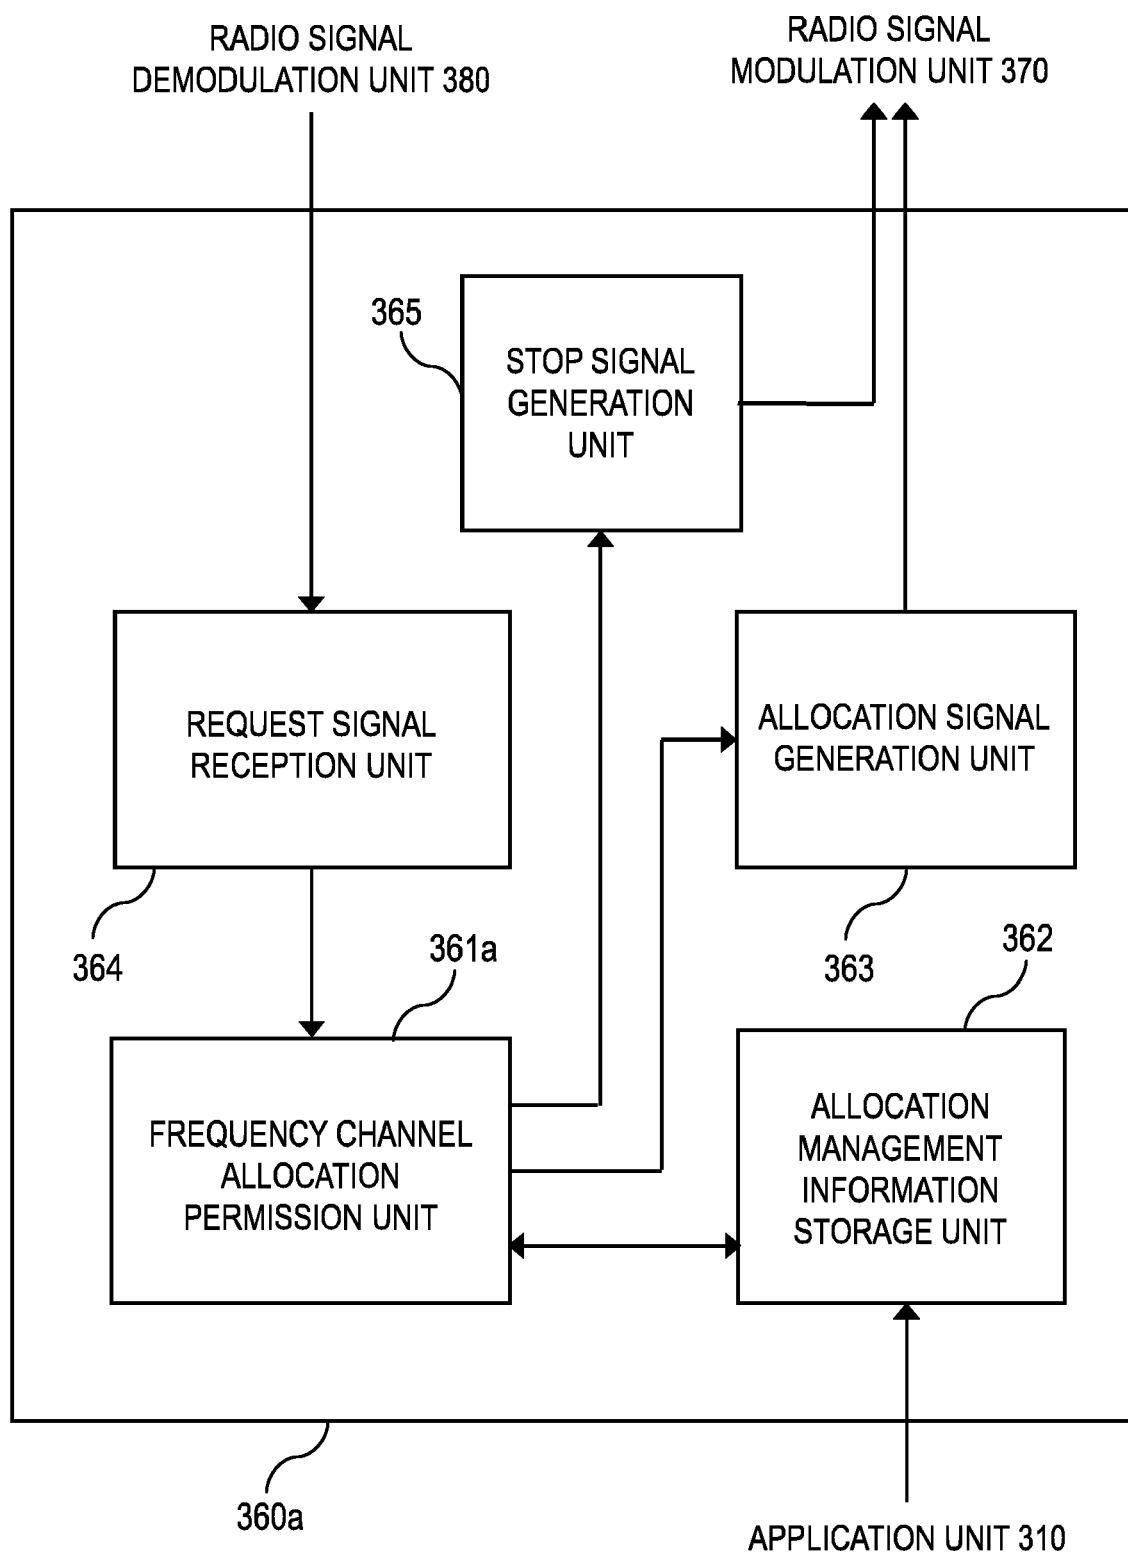 RADIO SIGNAL
DEMODULATION UNIT 380
RADIO SIGNAL
MODULATION UNIT 370
365
STOP SIGNAL
GENERATION
UNIT
REQUEST SIGNAL
RECEPTION UNIT
ALLOCATION SIGNAL
GENERATION UNIT
364
361a
363
362
FREQUENCY CHANNEL
ALLOCATION
PERMISSION UNIT
ALLOCATION
MANAGEMENT
INFORMATION
STORAGE UNIT
360a
APPLICATION UNIT 310